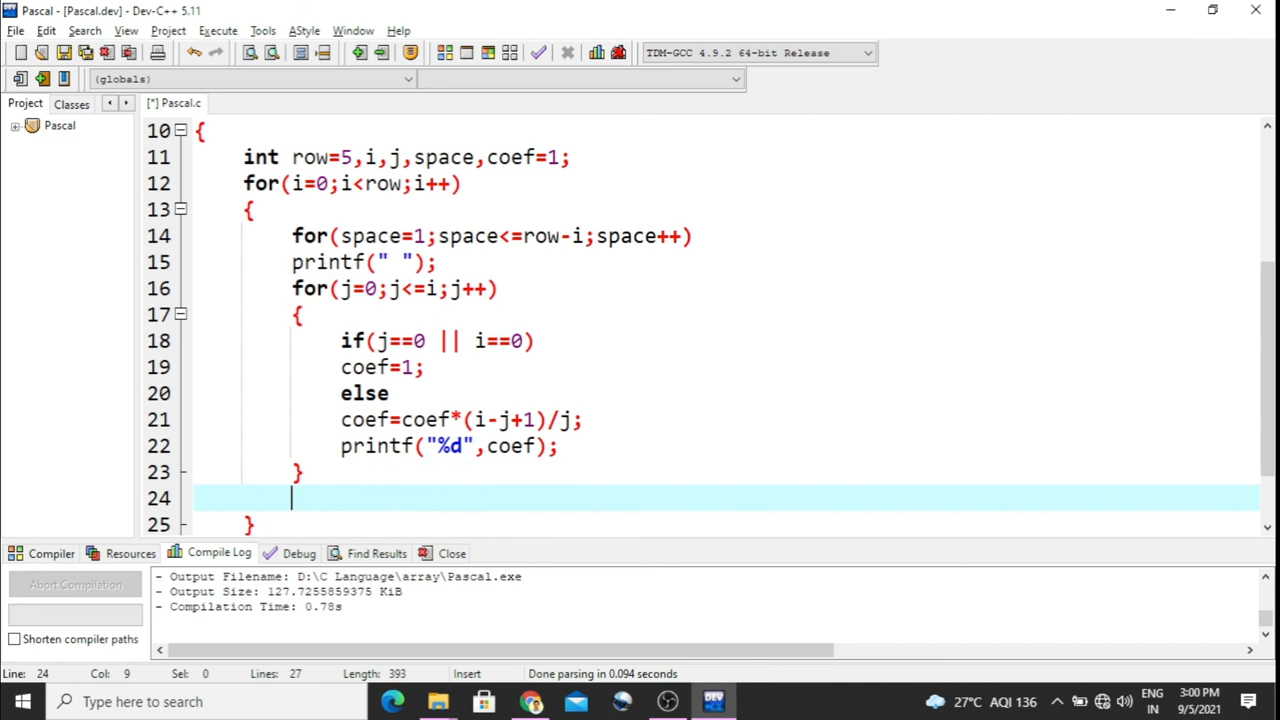 Pascal - [Pascal.dev] - Dev-C++ 5.11
File Edit Search View Project Execute Tools AStyle Window Help
TDM-GCC 4.9.2 64-bit Release
(globals)
Project Classes
[*] Pascal.c
Pascal
10 {
11 int row=5,i,j,space,coef=1;
12 for(i=0;i<row;i++)
13 {
14 for(space=1;space<=row-i;space++)
15 printf(" ");
16 for(j=0;j<=i;j++)
17 {
18 if(j==0 || i==0)
19 coef=1;
20 else
21 coef=coef*(i-j+1)/j;
22 printf("%d",coef);
23 }
24
25 }
Compiler Resources Compile Log Debug Find Results Close
Abort Compilation
Shorten compiler paths
- Output Filename: D:\C Language\array\Pascal.exe
- Output Size: 127.7255859375 KiB
- Compilation Time: 0.78s
Line: 24 Col: 9 Sel: 0 Lines: 27 Length: 393 Insert Done parsing in 0.094 seconds
Type here to search
DEV
27°C AQI 136
ENG
IN
3:00 PM
9/5/2021